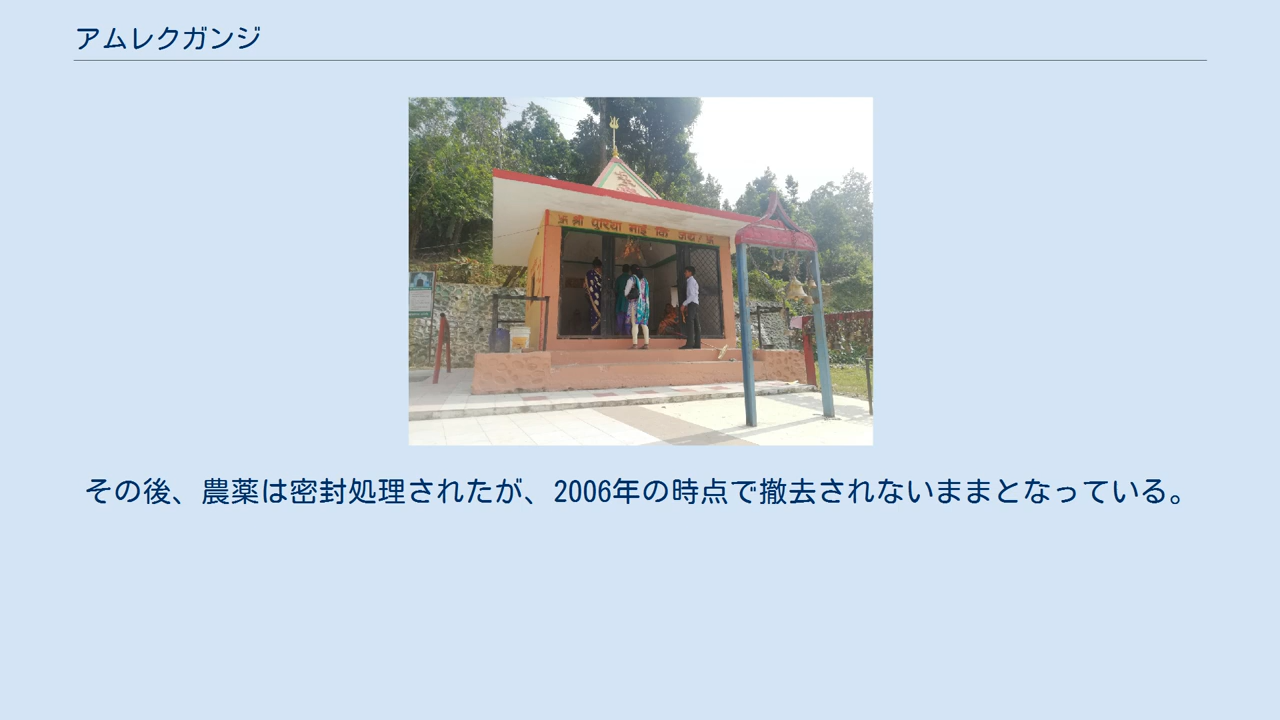 アムレクガンジ
श्री चुरिया माई कि जय
その後、農薬は密封処理されたが、2006年の時点で撤去されないままとなっている。